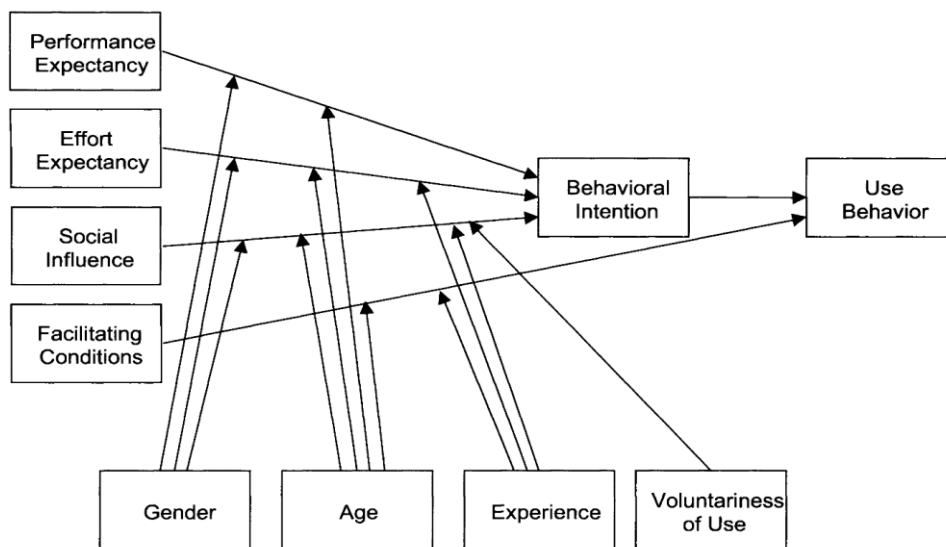 Performance
Expectancy
Effort
Expectancy
Social
Influence
Facilitating
Conditions
Behavioral
Intention
Use
Behavior
Gender
Age
Experience
Voluntariness
of Use